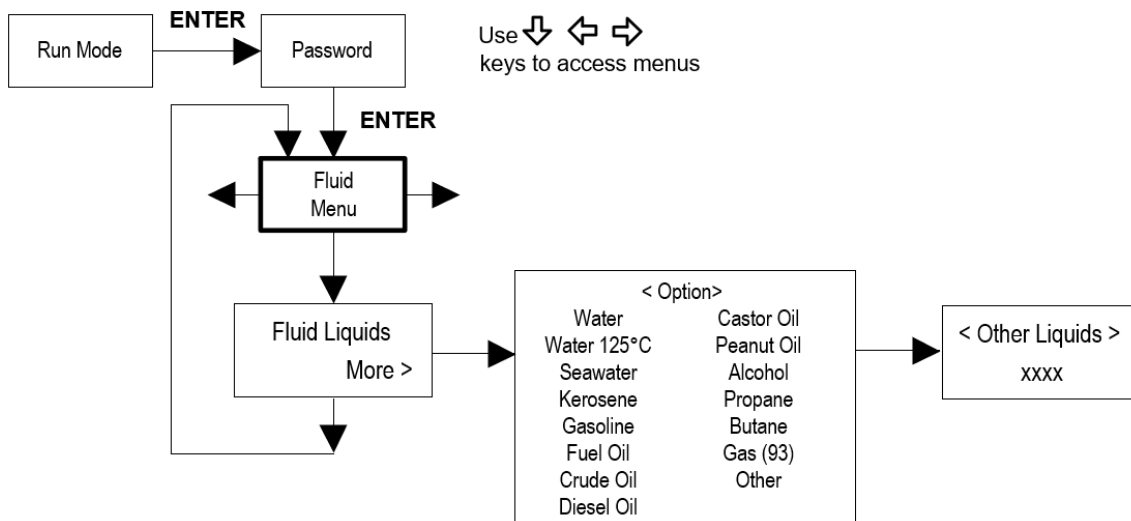 ENTER
Run Mode
Password
Use
keys to access menus
ENTER
Fluid
Menu
Fluid Liquids
More >
< Option>
Water
Water 125°C
Seawater
Kerosene
Gasoline
Fuel Oil
Crude Oil
Diesel Oil
Castor Oil
Peanut Oil
Alcohol
Propane
Butane
Gas (93)
Other
< Other Liquids >
xxxx